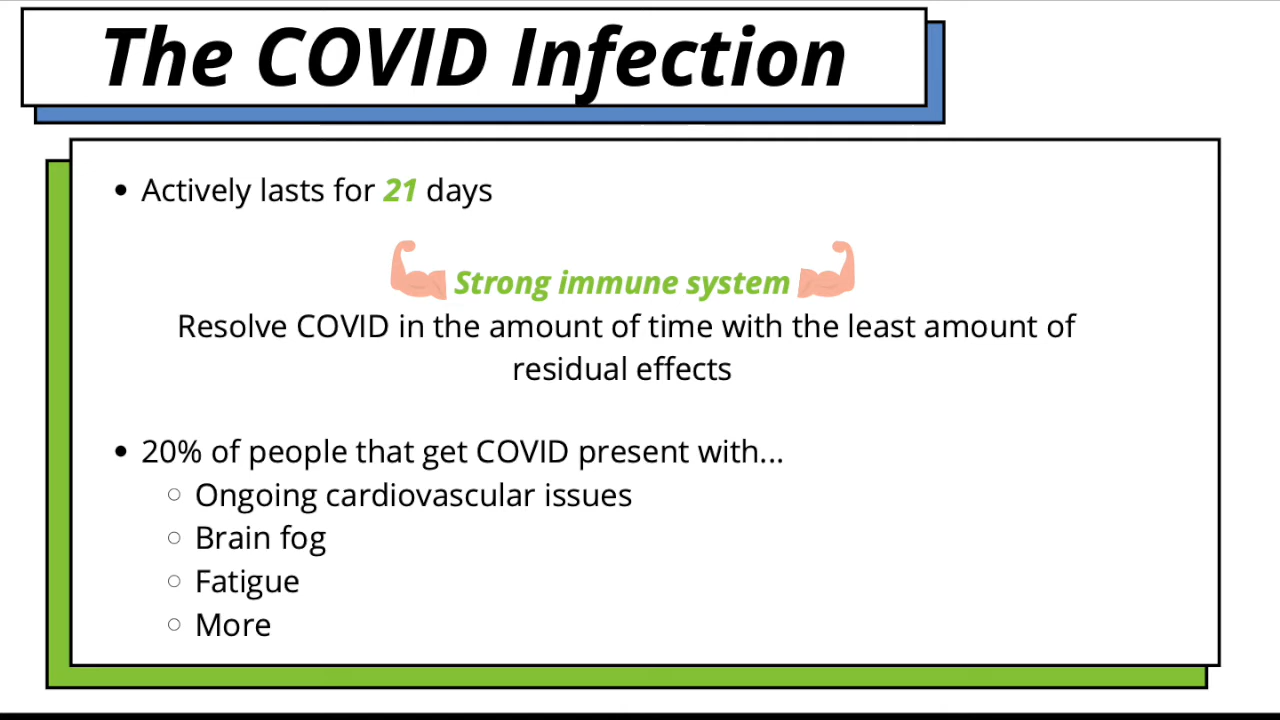 The COVID Infection
• Actively lasts for 21 days
Strong immune system
Resolve COVID in the amount of time with the least amount of
residual effects
• 20% of people that get COVID present with...
○ Ongoing cardiovascular issues
○ Brain fog
○ Fatigue
○ More